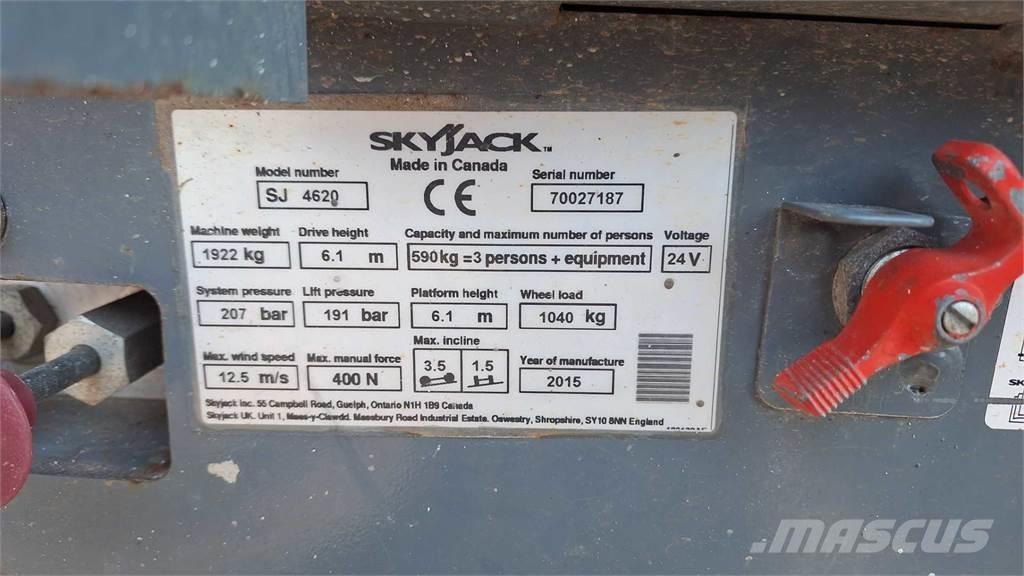 SKYJACK™
Made in Canada
Model number
SJ 4620
CE
Serial number
70027187
Machine weight
1922 kg
Drive height
6.1 m
Capacity and maximum number of persons
590kg =3 persons + equipment
Voltage
24V
System pressure
207 bar
Lift pressure
191 bar
Platform height
6.1 m
Wheel load
1040 kg
Max. wind speed
12.5 m/s
Max. manual force
400 N
Max. incline
3.5 1.5
Year of manufacture
2015
Skyjack Inc. 55 Campbell Road, Guelph, Ontario N1H 1B9 Canada
Skyjack UK. Unit 1, Maes-y-Clawdd. Maesbury Road Industrial Estate. Oswestry, Shropshire, SY10 8NN England
SK
MASCUS